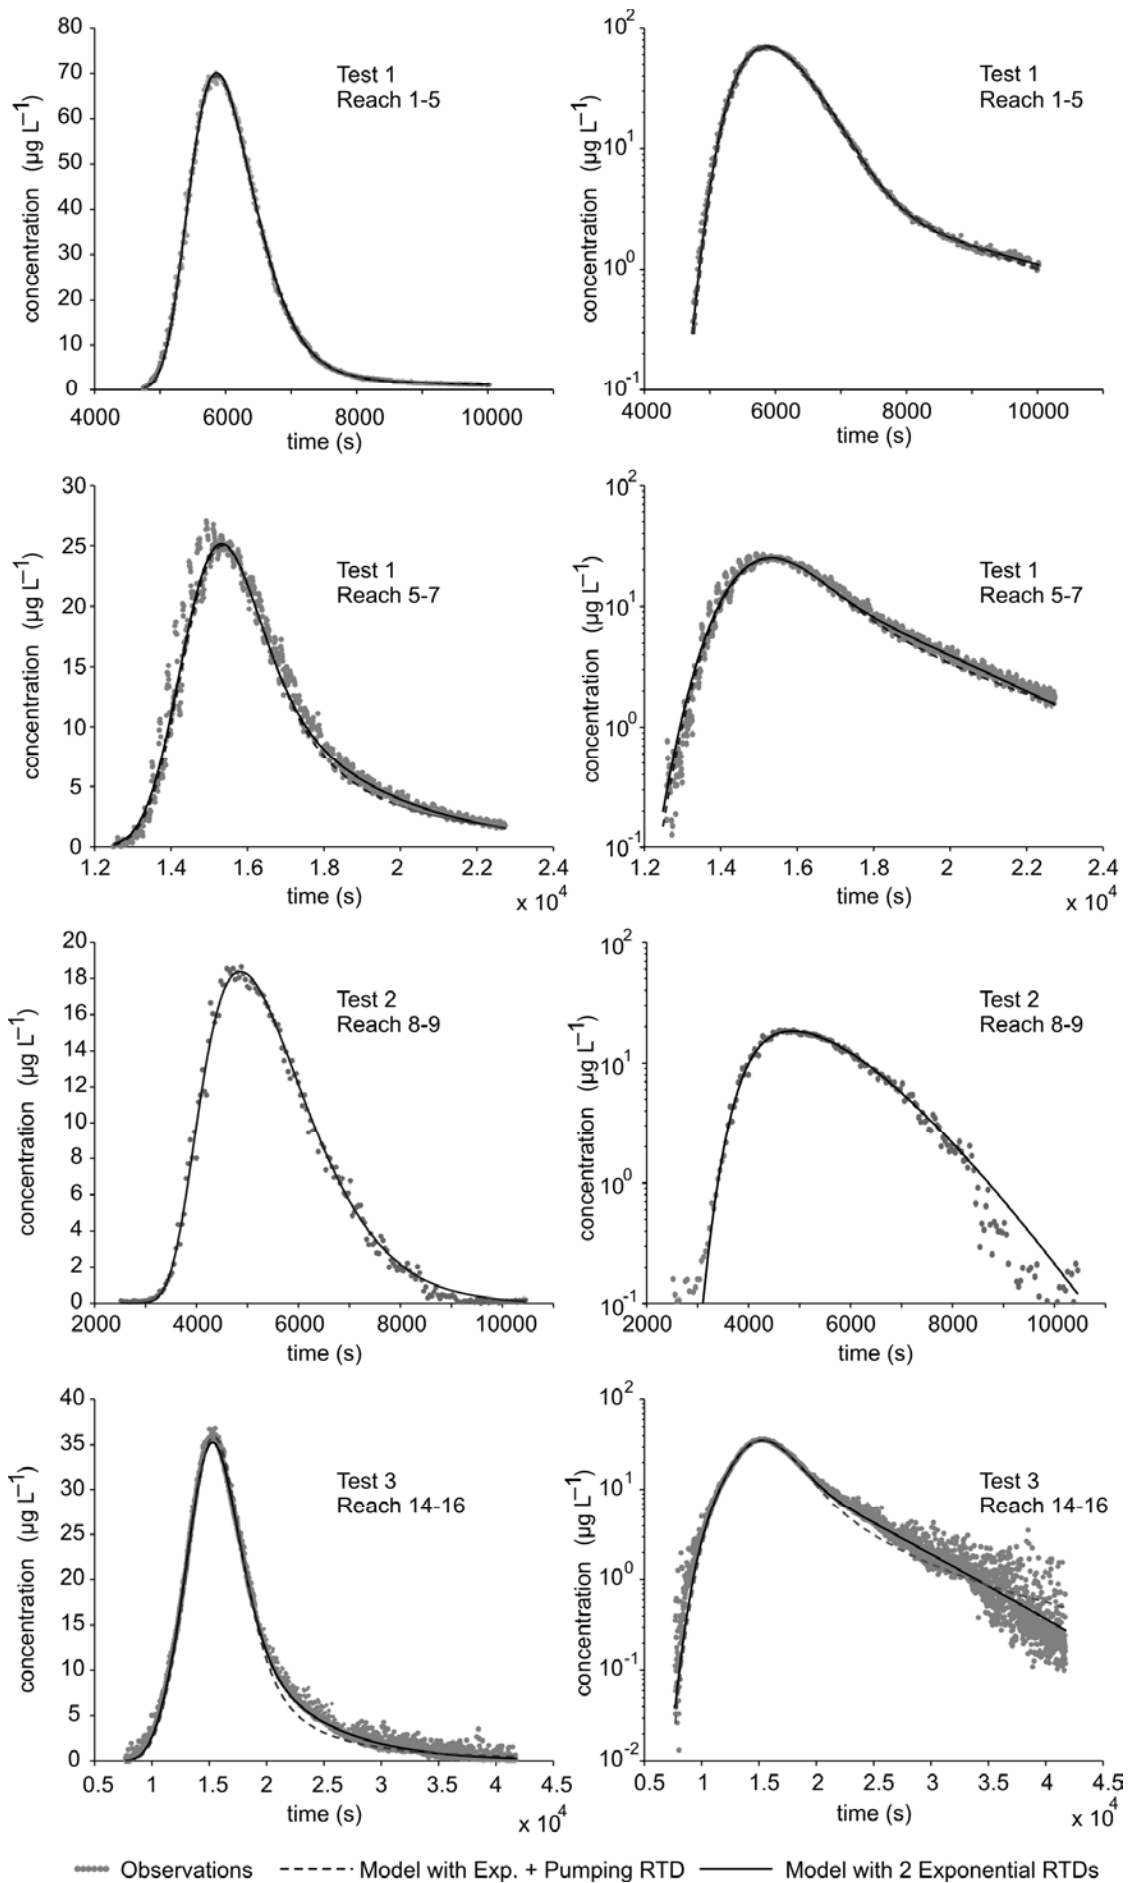 80
70
60
50
40
30
20
10
0
concentration (µg L⁻¹)
Test 1
Reach 1-5
4000 6000 8000 10000
time (s)
10²
10¹
10⁰
10⁻¹
concentration (µg L⁻¹)
Test 1
Reach 1-5
4000 6000 8000 10000
time (s)
30
25
20
15
10
5
0
concentration (µg L⁻¹)
Test 1
Reach 5-7
1.2 1.4 1.6 1.8 2 2.2 2.4
time (s)
x 10⁴
10²
10¹
10⁰
10⁻¹
concentration (µg L⁻¹)
Test 1
Reach 5-7
1.2 1.4 1.6 1.8 2 2.2 2.4
time (s)
x 10⁴
20
18
16
14
12
10
8
6
4
2
0
concentration (µg L⁻¹)
Test 2
Reach 8-9
2000 4000 6000 8000 10000
time (s)
10²
10¹
10⁰
10⁻¹
concentration (µg L⁻¹)
Test 2
Reach 8-9
2000 4000 6000 8000 10000
time (s)
40
35
30
25
20
15
10
5
0
concentration (µg L⁻¹)
Test 3
Reach 14-16
0.5 1 1.5 2 2.5 3 3.5 4 4.5
time (s)
x 10⁴
10²
10¹
10⁰
10⁻¹
10⁻²
concentration (µg L⁻¹)
Test 3
Reach 14-16
0.5 1 1.5 2 2.5 3 3.5 4 4.5
time (s)
x 10⁴
Observations Model with Exp. + Pumping RTD Model with 2 Exponential RTDs